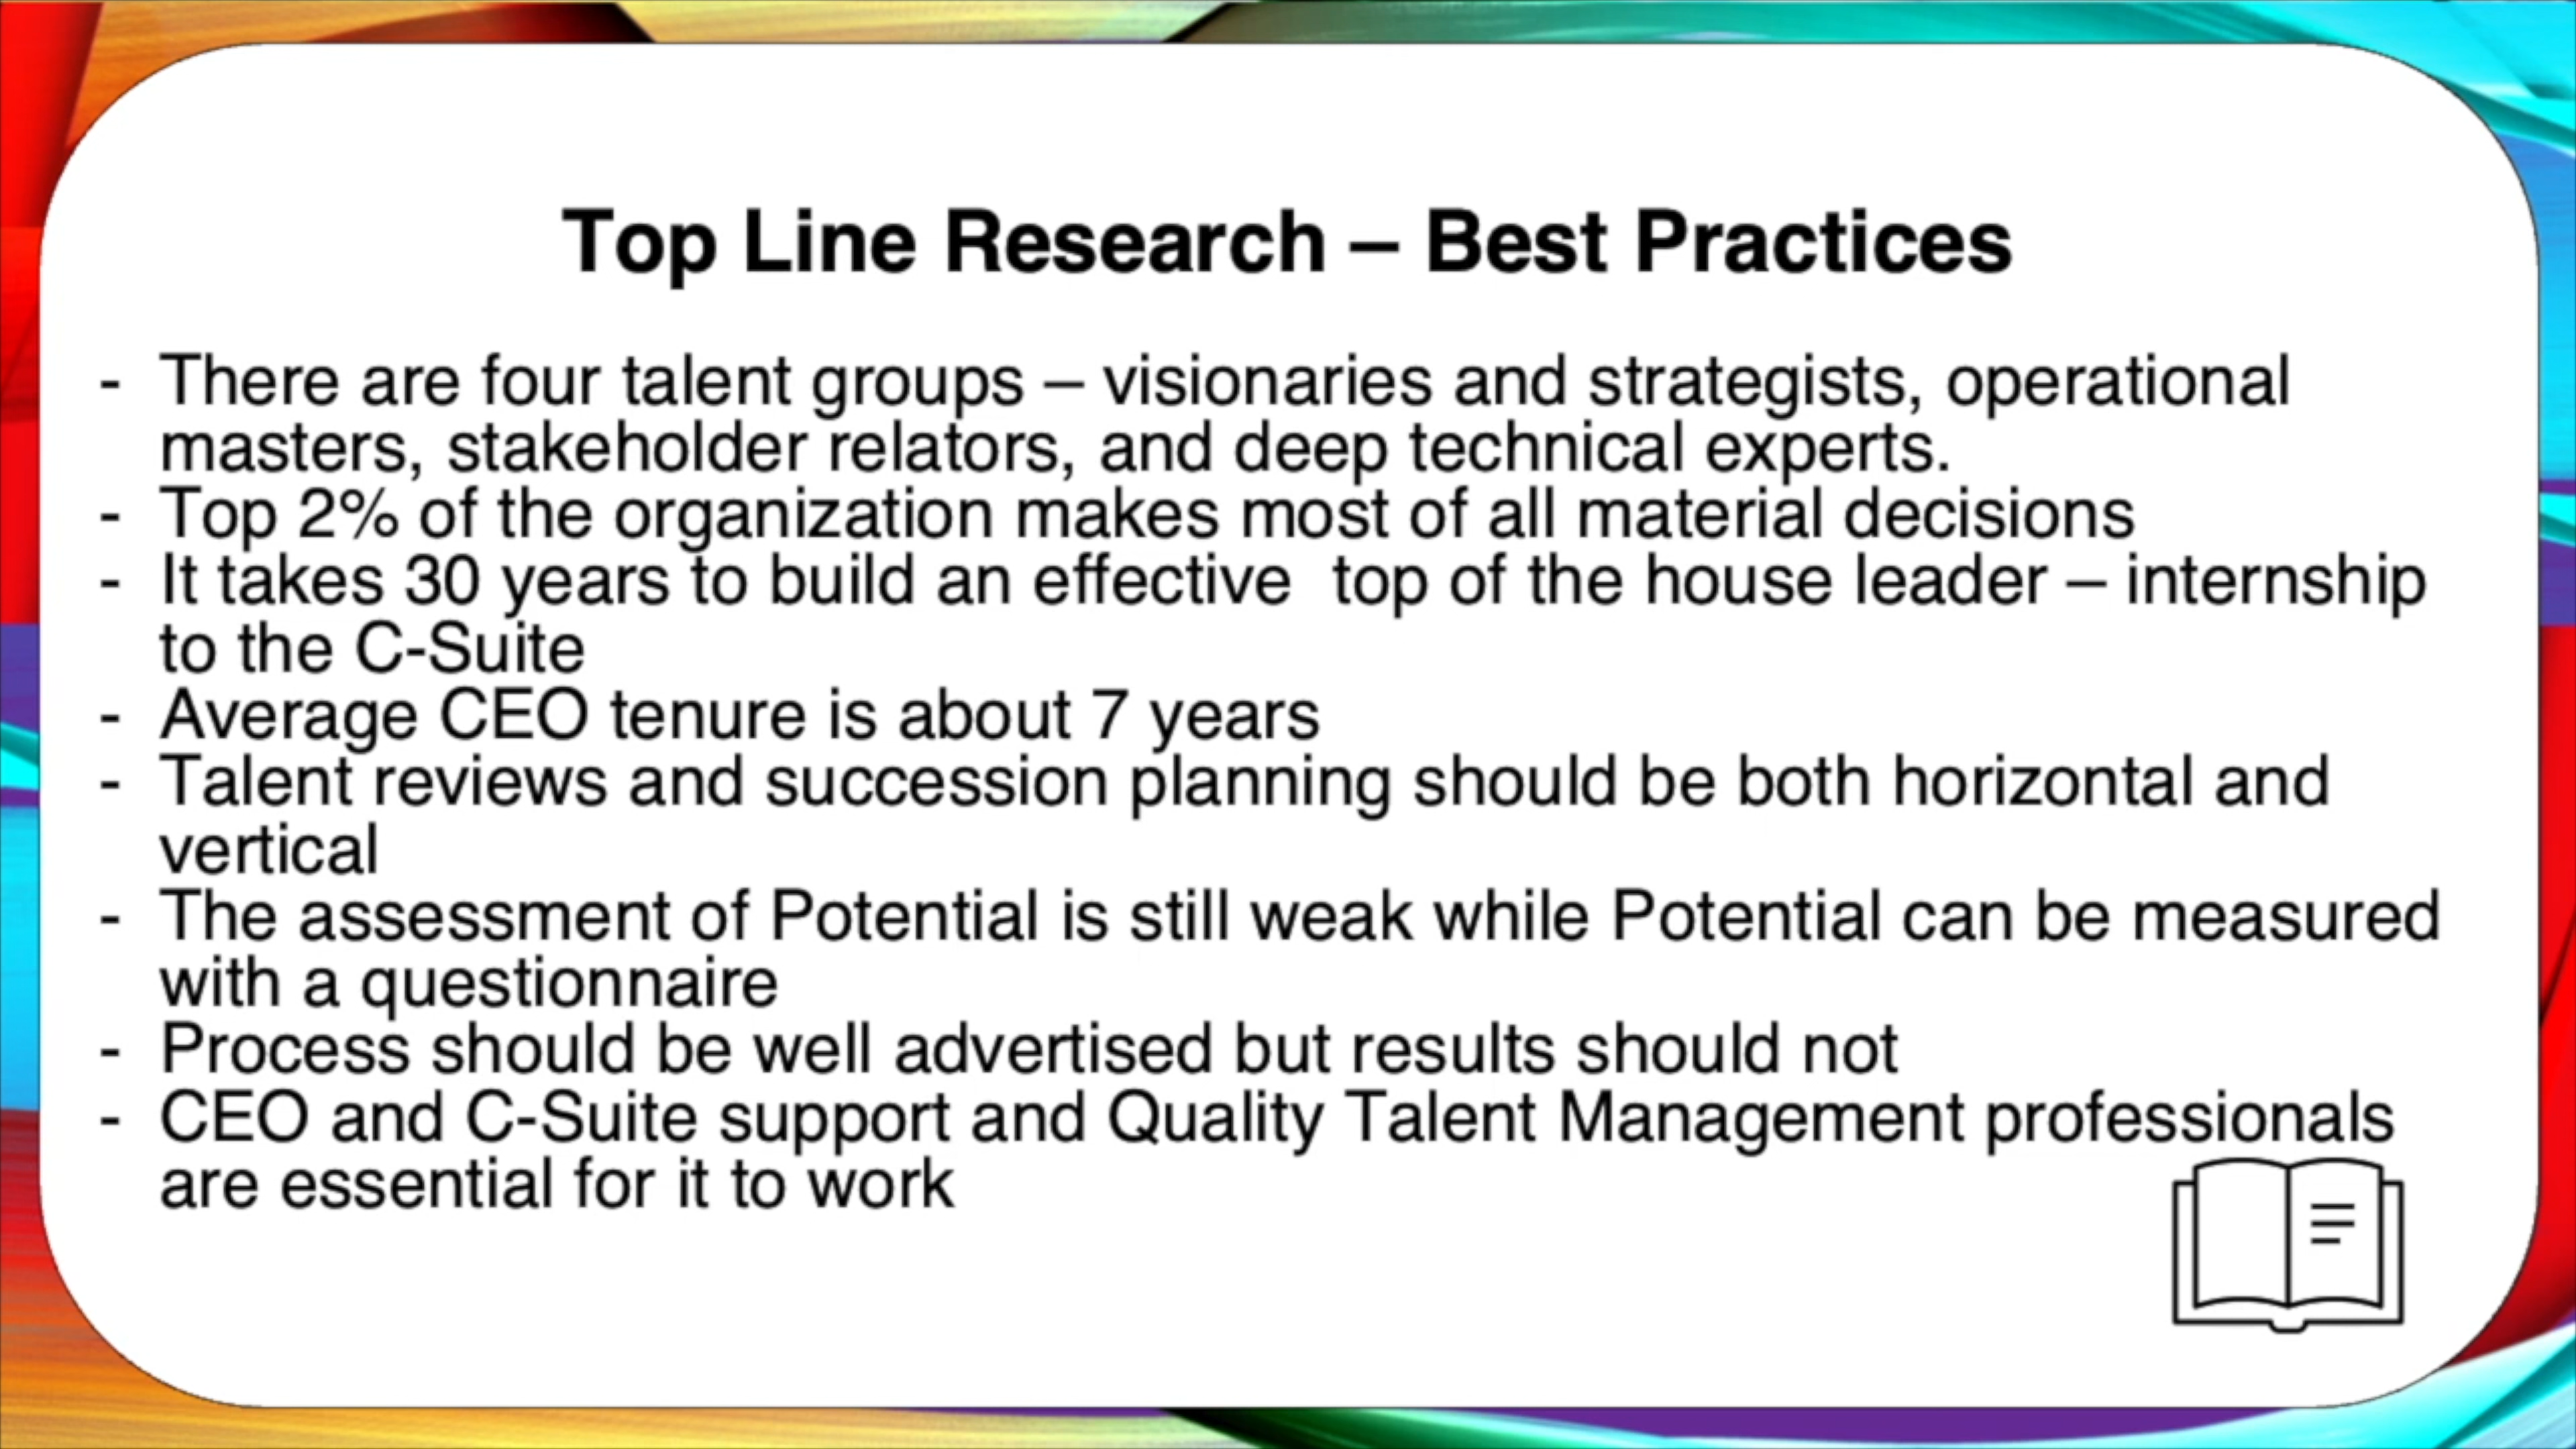 Top Line Research – Best Practices
- There are four talent groups – visionaries and strategists, operational
masters, stakeholder relators, and deep technical experts.
- Top 2% of the organization makes most of all material decisions
- It takes 30 years to build an effective  top of the house leader – internship
to the C-Suite
- Average CEO tenure is about 7 years
- Talent reviews and succession planning should be both horizontal and
vertical
- The assessment of Potential is still weak while Potential can be measured
with a questionnaire
- Process should be well advertised but results should not
- CEO and C-Suite support and Quality Talent Management professionals
are essential for it to work